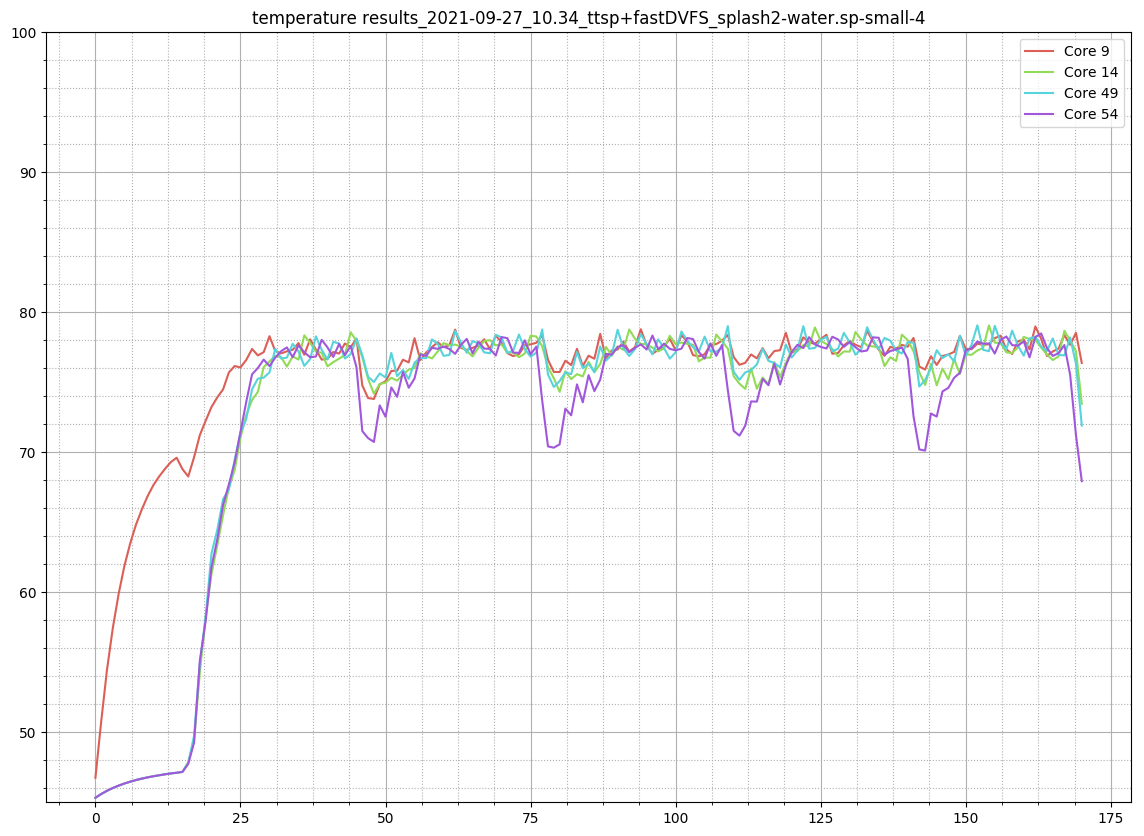 temperature results_2021-09-27_10.34_ttsp+fastDVFS_splash2-water.sp-small-4
100
90
80
70
60
50
0 25 50 75 100 125 150 175
Core 9
Core 14
Core 49
Core 54